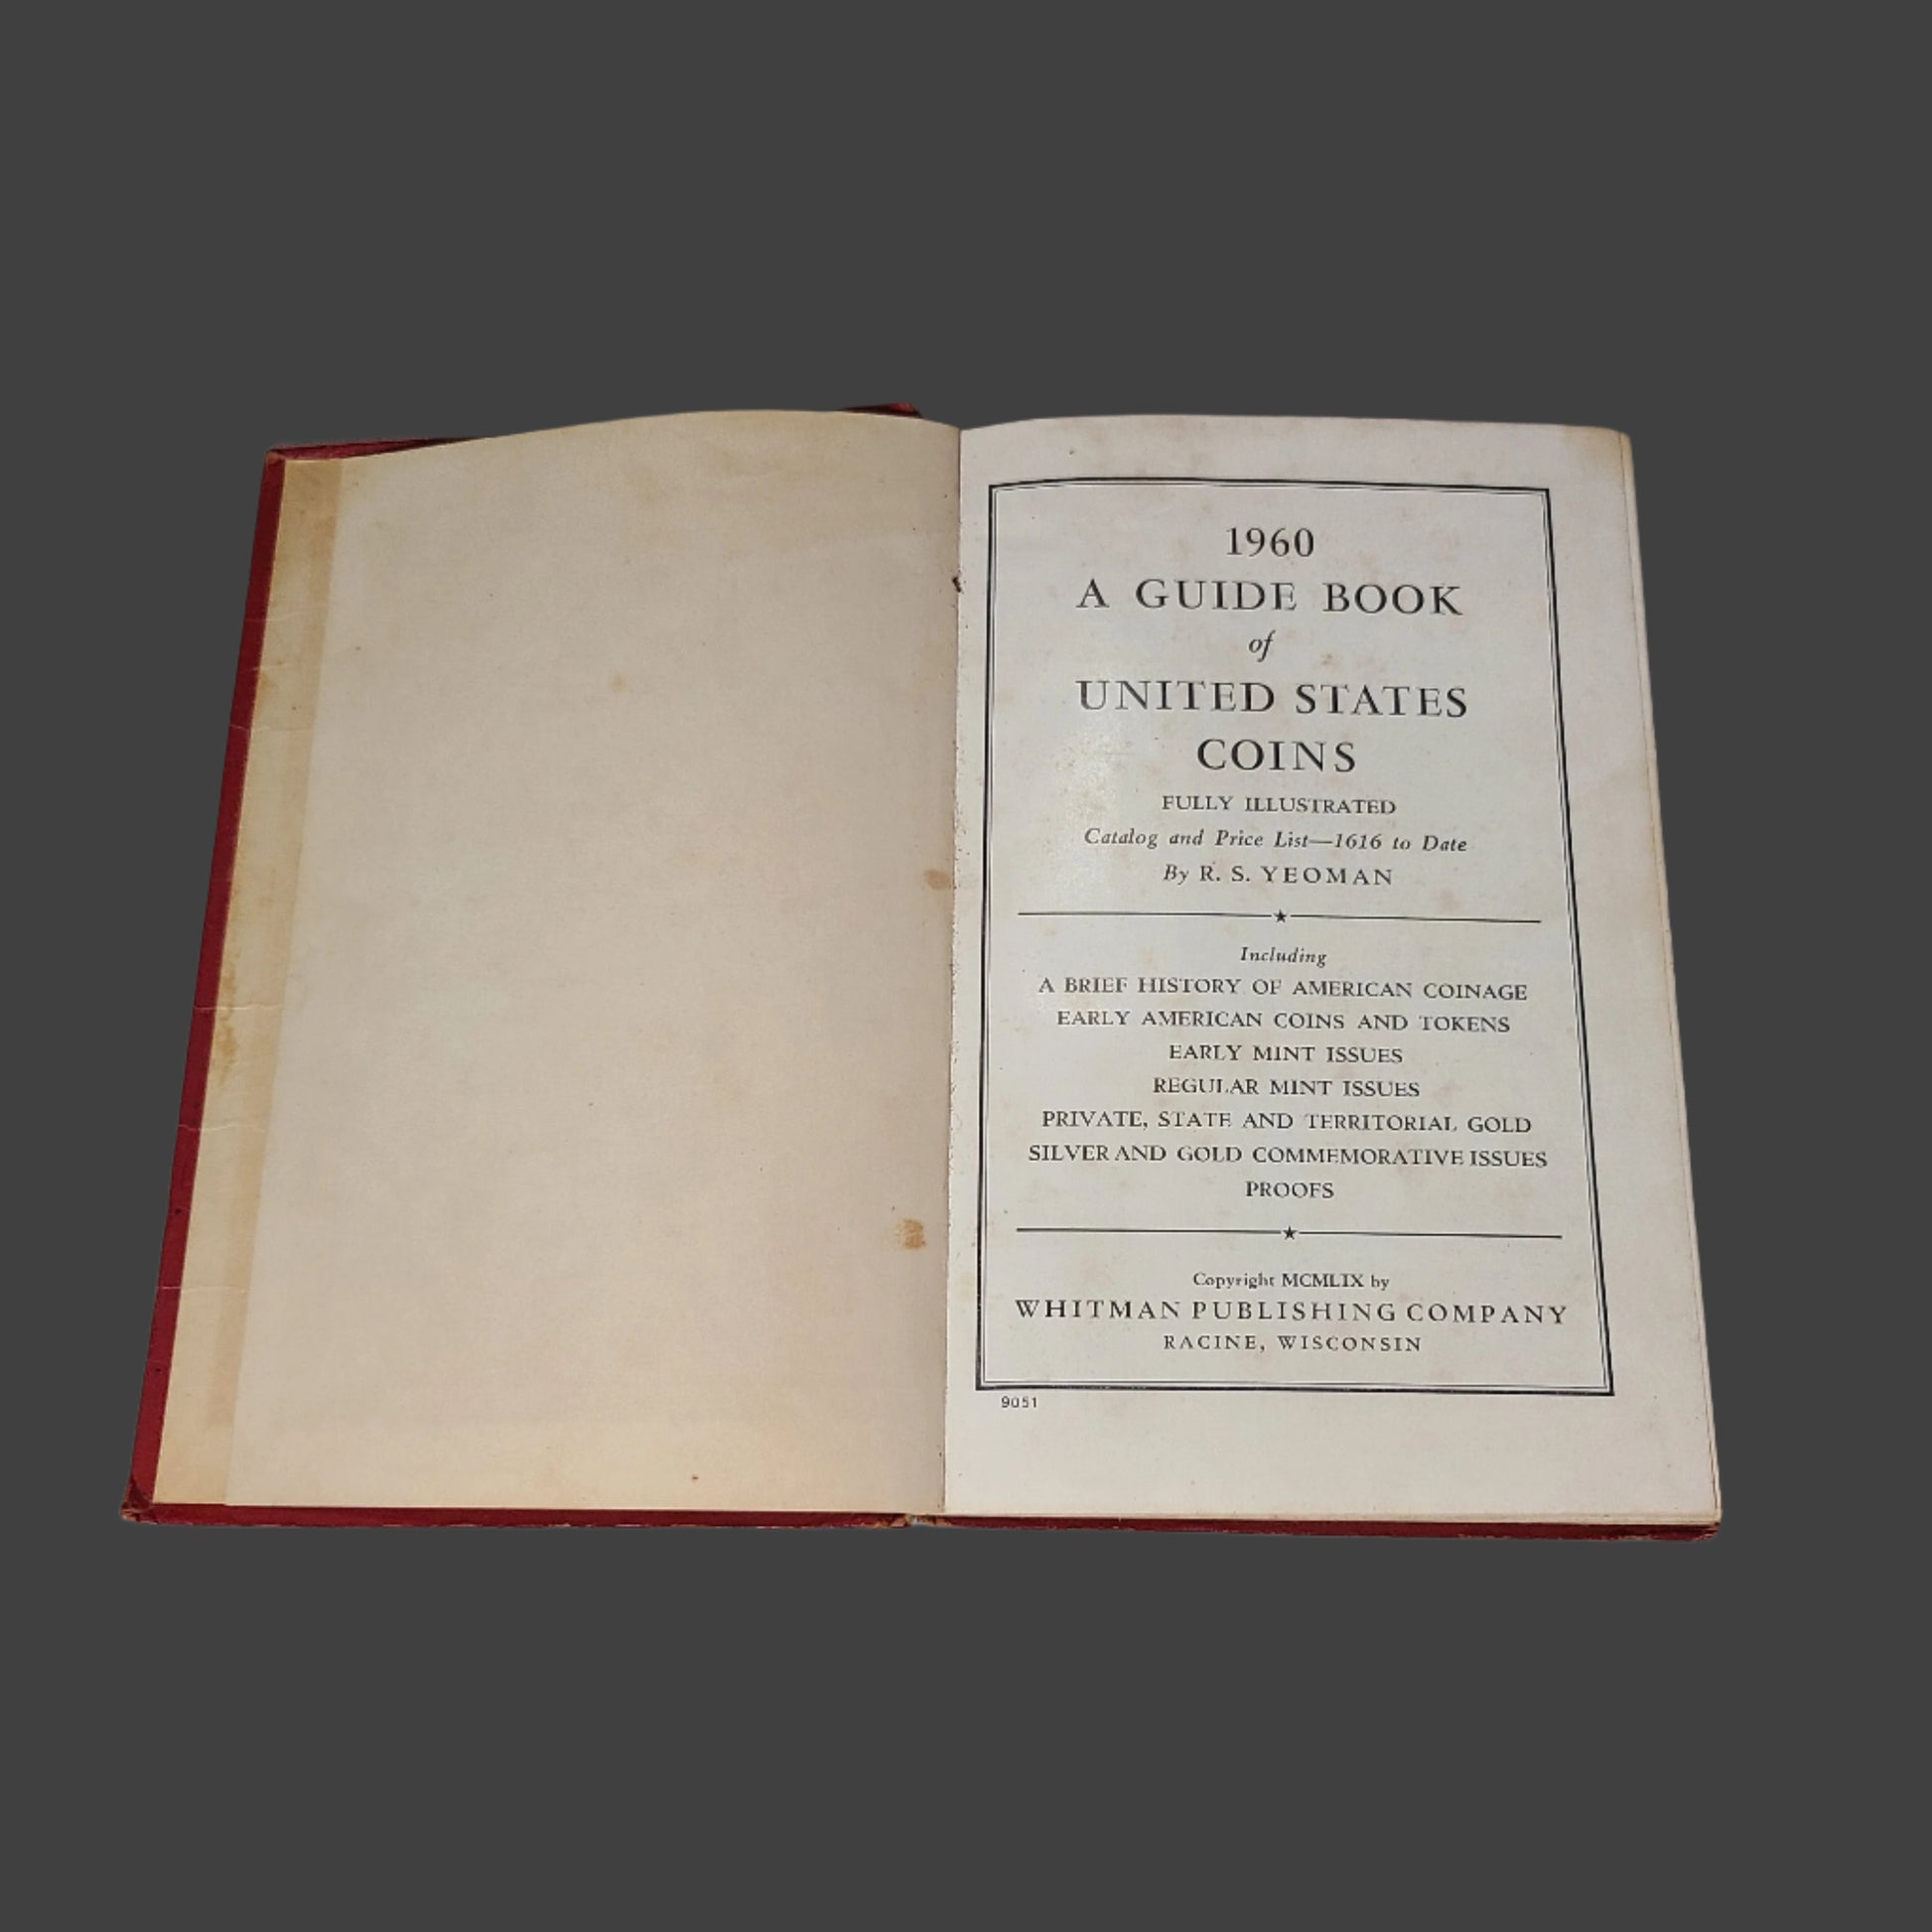 1960
A GUIDE BOOK
of
UNITED STATES
COINS
FULLY ILLUSTRATED
Catalog and Price List—1616 to Date
By R. S. YEOMAN
Including
A BRIEF HISTORY OF AMERICAN COINAGE
EARLY AMERICAN COINS AND TOKENS
EARLY MINT ISSUES
REGULAR MINT ISSUES
PRIVATE, STATE AND TERRITORIAL GOLD
SILVER AND GOLD COMMEMORATIVE ISSUES
PROOFS
Copyright MCMLIX by
WHITMAN PUBLISHING COMPANY
RACINE, WISCONSIN
9051